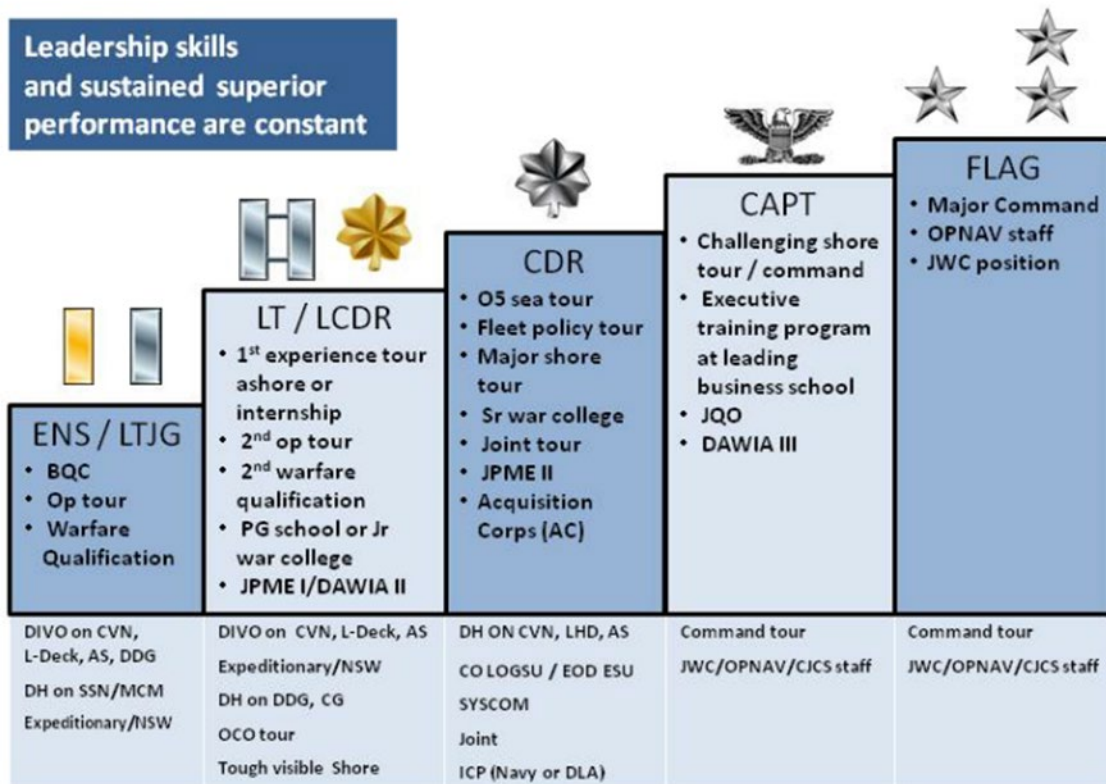 Leadership skills
and sustained superior
performance are constant
ENS / LTJG
• BQC
• Op tour
• Warfare
Qualification
DIVO on CVN,
L-Deck, AS, DDG
DH on SSN/MCM
Expeditionary/NSW
LT / LCDR
• 1st experience tour
ashore or
internship
• 2nd op tour
• 2nd warfare
qualification
• PG school or Jr
war college
• JPME I/DAWIA II
DIVO on CVN, L-Deck, AS
Expeditionary/NSW
DH on DDG, CG
OCO tour
Tough visible Shore
CDR
• O5 sea tour
• Fleet policy tour
• Major shore
tour
• Sr war college
• Joint tour
• JPME II
• Acquisition
Corps (AC)
DH ON CVN, LHD, AS
CO LOGSU / EOD ESU
SYSCOM
Joint
ICP (Navy or DLA)
CAPT
• Challenging shore
tour / command
• Executive
training program
at leading
business school
• JQO
• DAWIA III
Command tour
JWC/OPNAV/CJCS staff
FLAG
• Major Command
• OPNAV staff
• JWC position
Command tour
JWC/OPNAV/CJCS staff